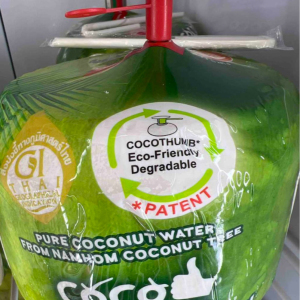 GI
THAI
COCOTHUMB*
Eco-Friendly
Degradable
*PATENT
PURE COCONUT WATER
FROM NAMHOM COCONUT TREE
coco